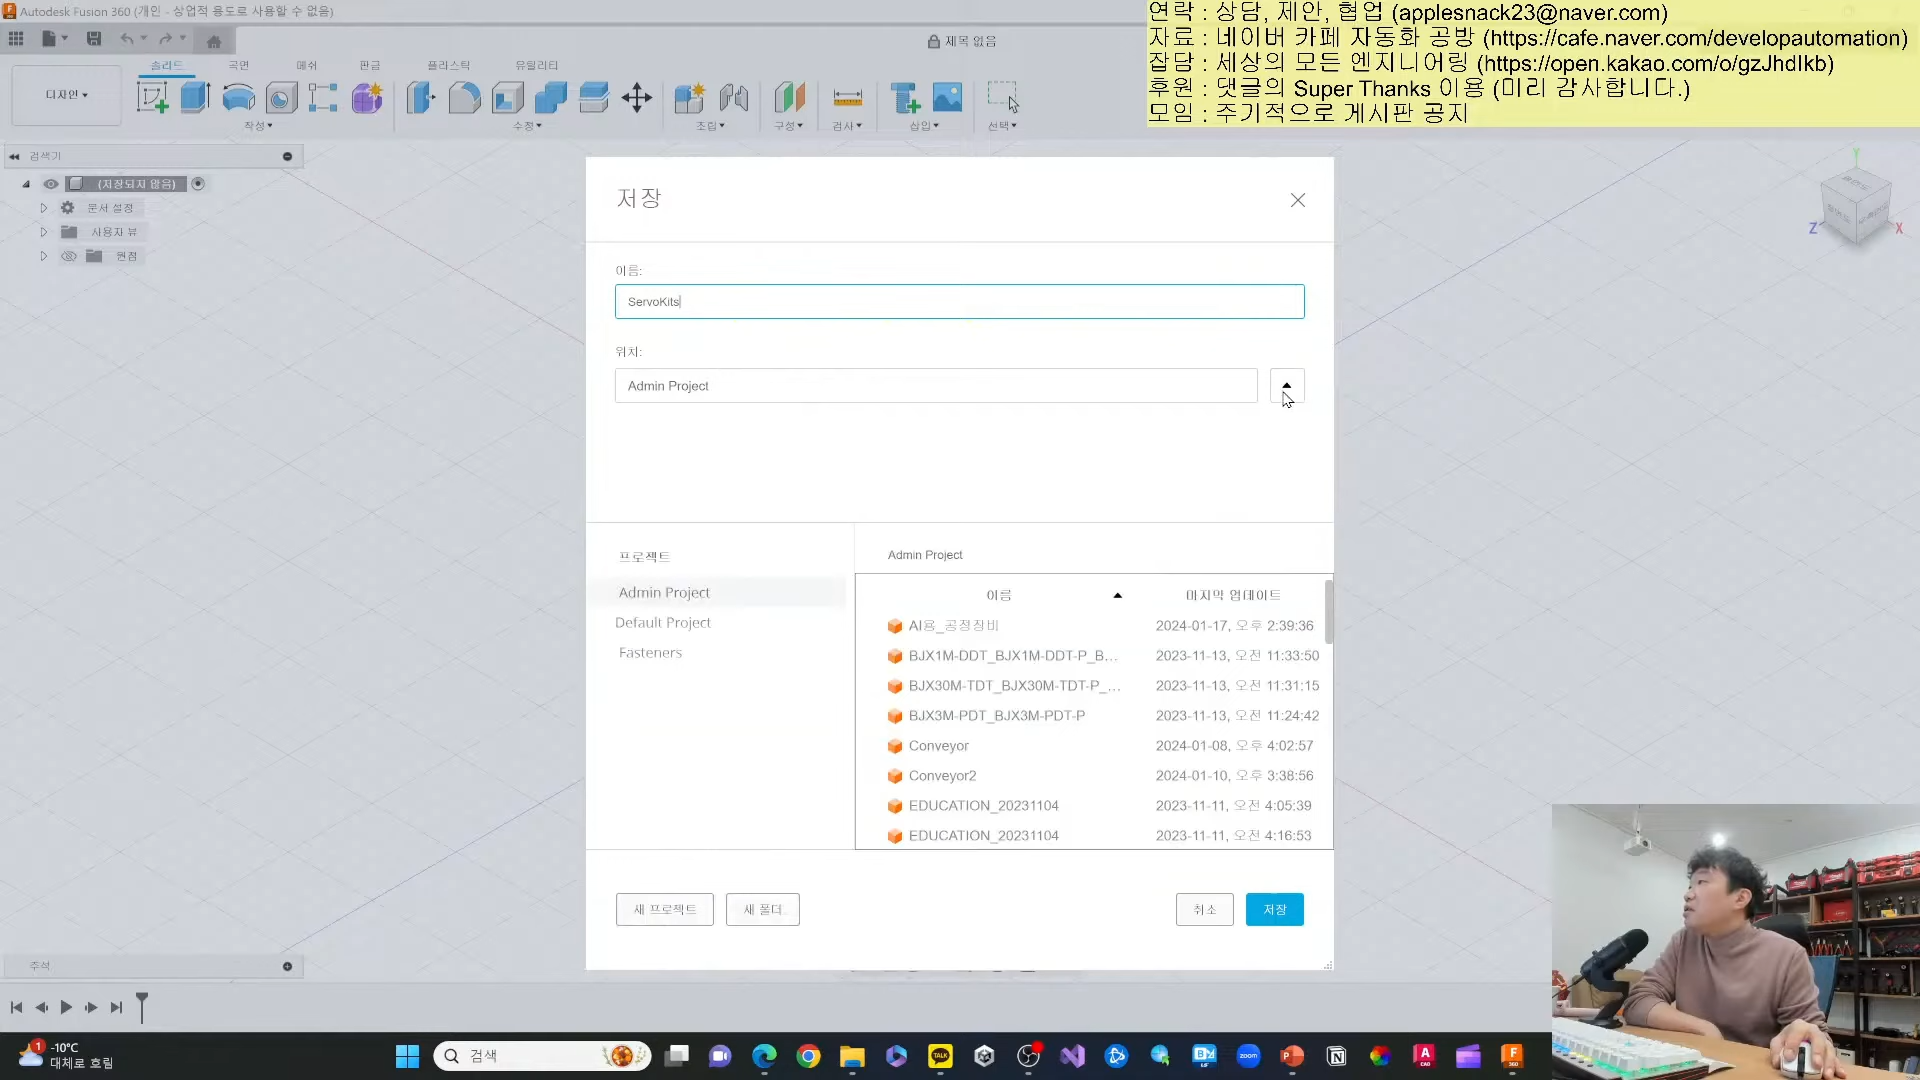 Autodesk Fusion 360 (개인 - 상업적 용도로 사용할 수 없음)
연락 : 상담, 제안, 협업 (applesnack23@naver.com)
자료 : 네이버 카페 자동화 공방 (https://cafe.naver.com/developautomation)
잡담 : 세상의 모든 엔지니어링 (https://open.kakao.com/o/gzJhdIkb)
후원 : 댓글의 Super Thanks 이용 (미리 감사합니다.)
모임 : 주기적으로 게시판 공지
제목 없음
솔리드 곡면 메쉬 판금 플라스틱 유틸리티
디자인
작성 수정 조립 구성 검사 삽입 선택
검색기
(저장되지 않음)
문서 설정
사용자 뷰
원점
Y
Z
X
저장
이름:
ServoKits
위치:
Admin Project
프로젝트
Admin Project
Default Project
Fasteners
Admin Project
이름 마지막 업데이트
AI용_공정장비 2024-01-17, 오후 2:39:36
BJX1M-DDT_BJX1M-DDT-P_B... 2023-11-13, 오전 11:33:50
BJX30M-TDT_BJX30M-TDT-P_... 2023-11-13, 오전 11:31:15
BJX3M-PDT_BJX3M-PDT-P 2023-11-13, 오전 11:24:42
Conveyor 2024-01-08, 오후 4:02:57
Conveyor2 2024-01-10, 오후 3:38:56
EDUCATION_20231104 2023-11-11, 오전 4:05:39
EDUCATION_20231104 2023-11-11, 오전 4:16:53
새 프로젝트 새 폴더 취소 저장
주석
1
-10°C
대체로 흐림
검색
TALK
zoom